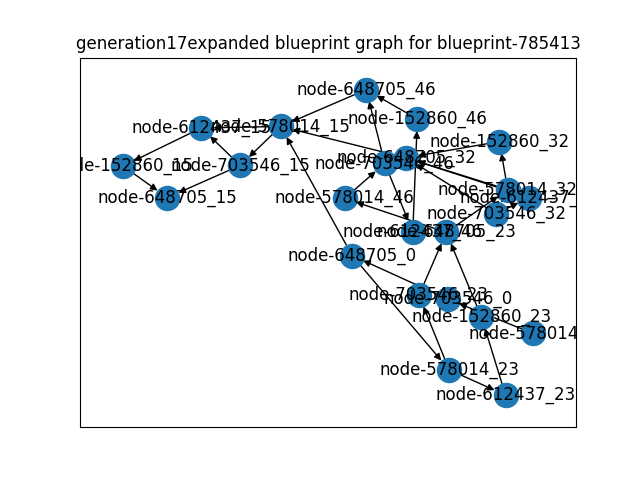 generation17expanded blueprint graph for blueprint-785413
node-648705_46
node-152860_46
node-612437_15
node-578014_15
node-152860_32
node-648705_32
node-703546_46
node-703546_15
node-648705_15
node-578014_46
node-578014_32
node-612437_
node-703546_32
node-612437_46
node-648705_23
node-648705_0
node-703546_23
node-703546_0
node-152860_23
node-578014
node-578014_23
node-612437_23